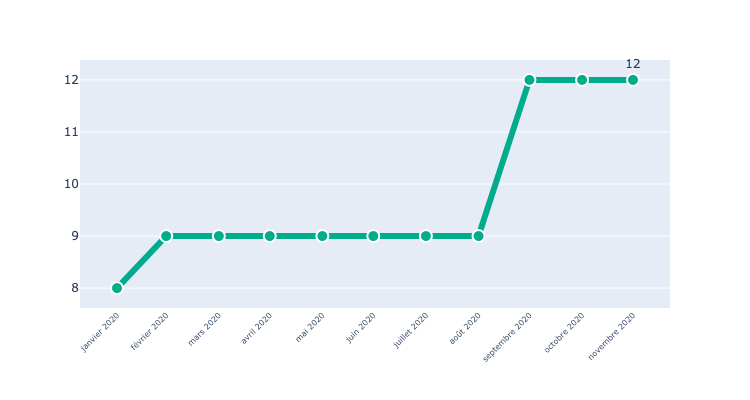 12
12
11
10
9
8
janvier 2020
février 2020
mars 2020
avril 2020
mai 2020
juin 2020
juillet 2020
août 2020
septembre 2020
octobre 2020
novembre 2020